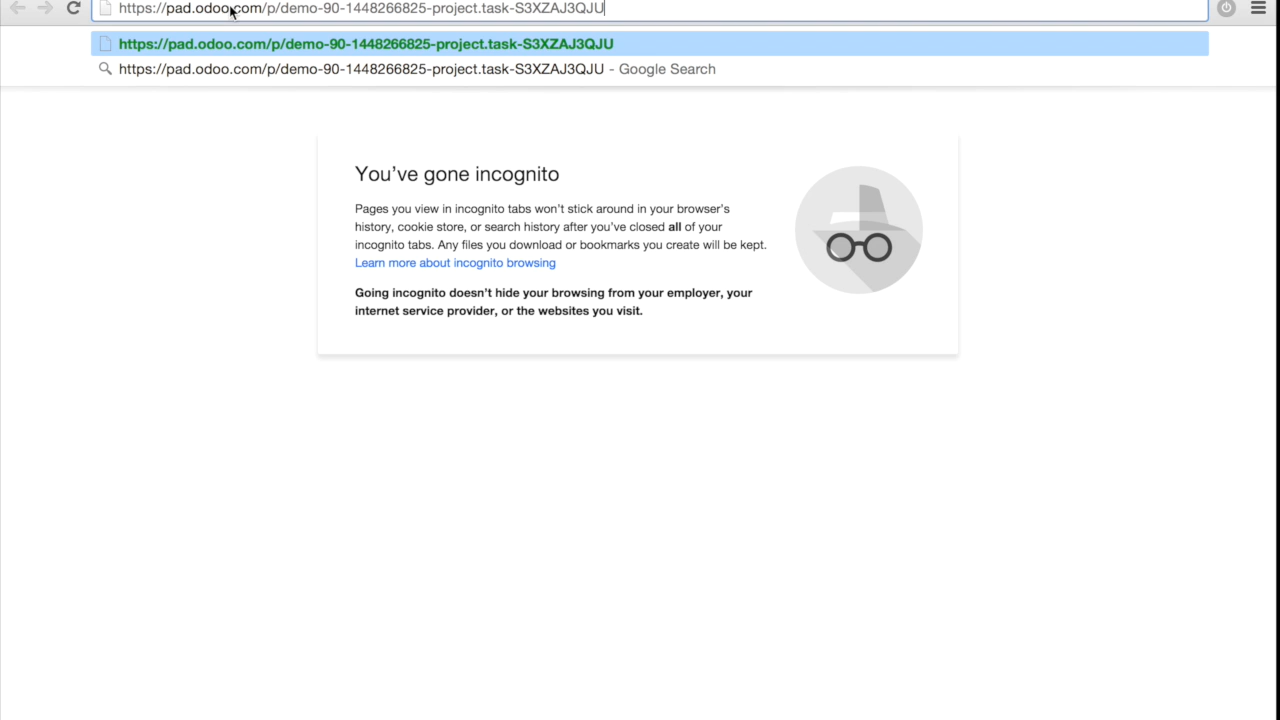 https://pad.odoo.com/p/demo-90-1448266825-project.task-S3XZAJ3QJU
https://pad.odoo.com/p/demo-90-1448266825-project.task-S3XZAJ3QJU
https://pad.odoo.com/p/demo-90-1448266825-project.task-S3XZAJ3QJU - Google Search
You've gone incognito
Pages you view in incognito tabs won't stick around in your browser's
history, cookie store, or search history after you've closed all of your
incognito tabs. Any files you download or bookmarks you create will be kept.
Learn more about incognito browsing
Going incognito doesn't hide your browsing from your employer, your
internet service provider, or the websites you visit.